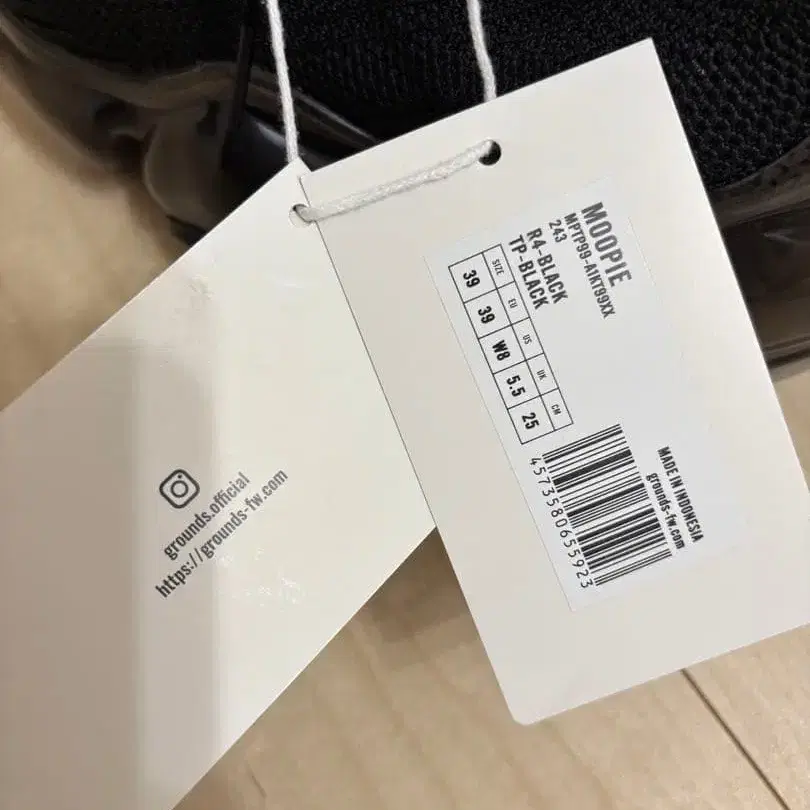 MOOPIE
MPTP99-A1KT99XX
243
R4-BLACK
TP-BLACK
SIZE EU US UK CM
39 39 W8 5.5 25
4573580655923
MADE IN INDONESIA
grounds-fw.com
grounds.official
https://grounds-fw.com